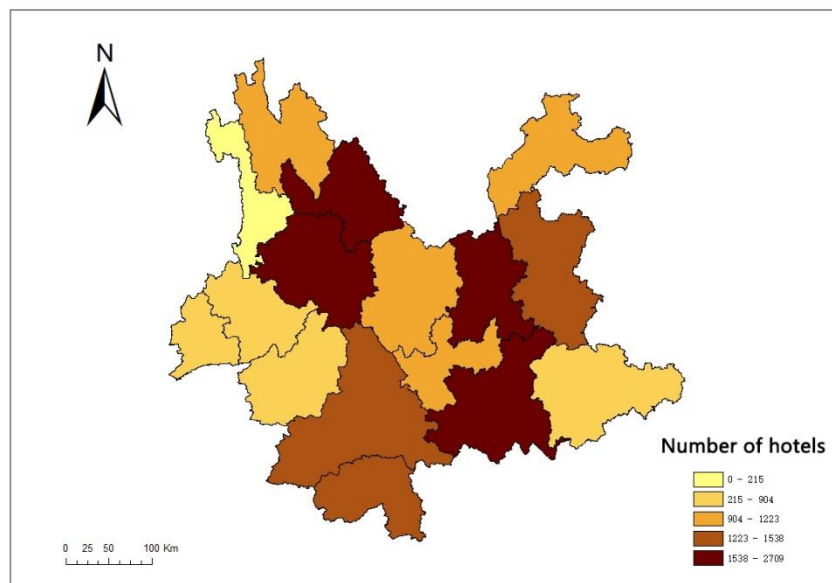 N
Number of hotels
0 - 215
215 - 904
904 - 1223
1223 - 1538
1538 - 2709
0 25 50 100 Km